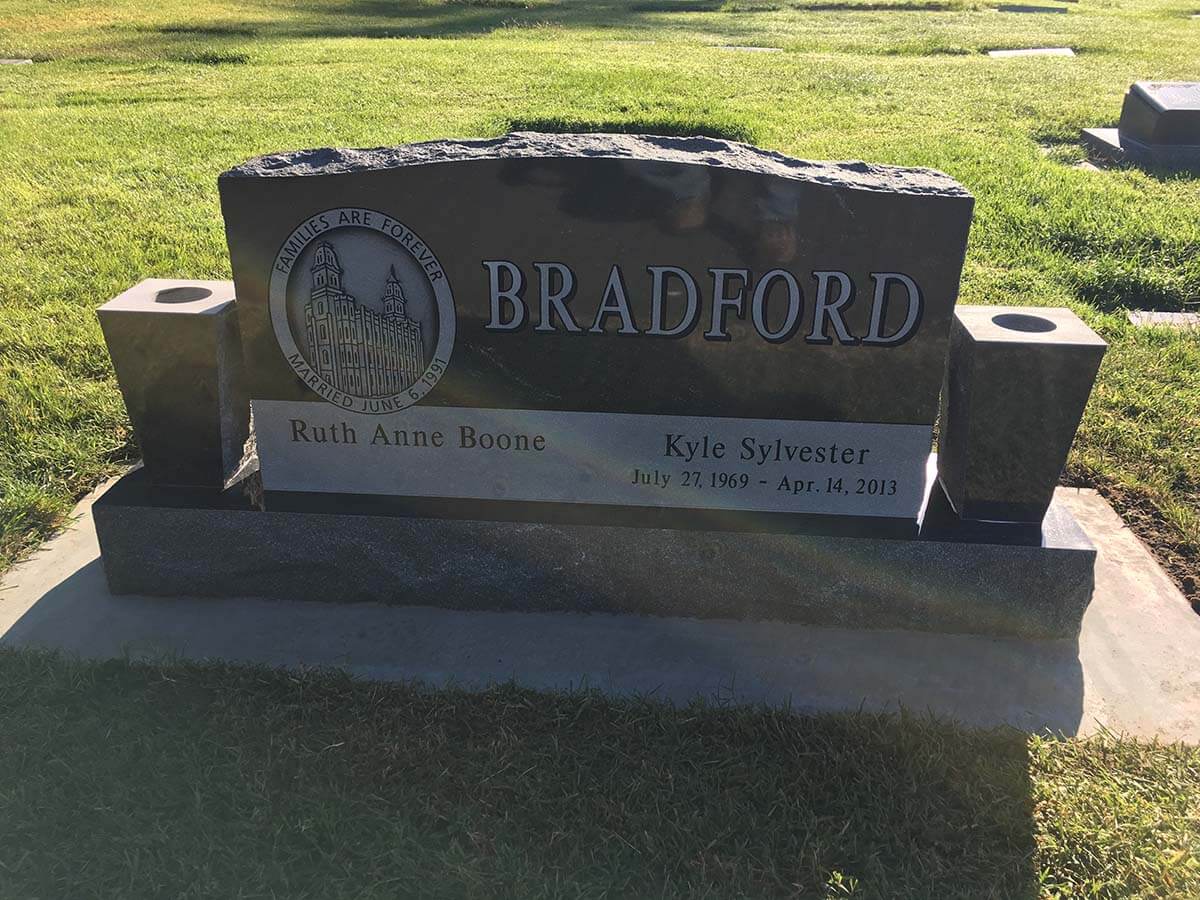 FAMILIES ARE FOREVER
MARRIED JUNE 6, 1991
BRADFORD
Ruth Anne Boone
Kyle Sylvester
July 27, 1969 - Apr. 14, 2013